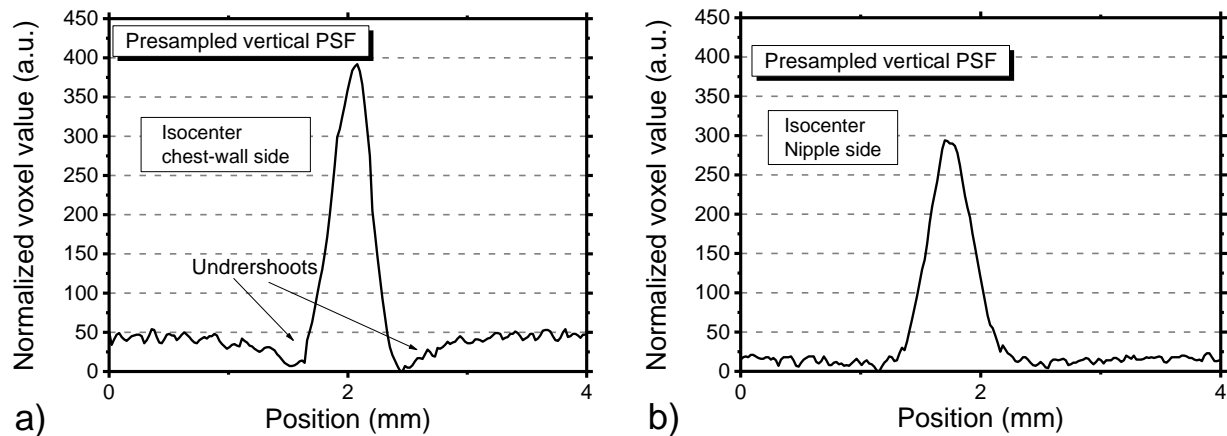 Normalized voxel value (a.u.)
450
400
350
300
250
200
150
100
50
0
Presampled vertical PSF
Isocenter
chest-wall side
Undrershoots
0
2
4
Position (mm)
a)
Normalized voxel value (a.u.)
450
400
350
300
250
200
150
100
50
0
Presampled vertical PSF
Isocenter
Nipple side
0
2
4
Position (mm)
b)